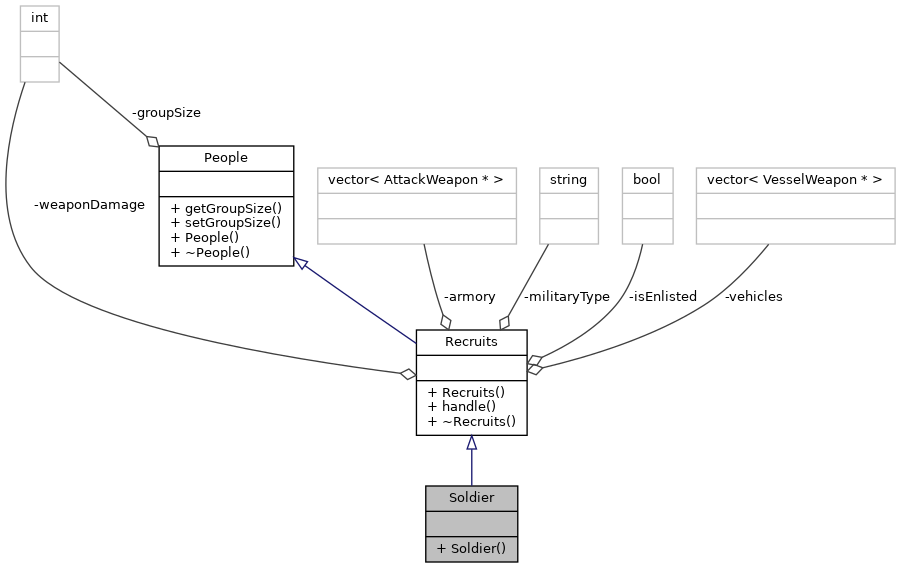 int
-groupSize
People
+ getGroupSize()
+ setGroupSize()
+ People()
+ ~People()
vector< AttackWeapon * >
string
bool
vector< VesselWeapon * >
-weaponDamage
-armory
-militaryType
-isEnlisted
-vehicles
Recruits
+ Recruits()
+ handle()
+ ~Recruits()
Soldier
+ Soldier()